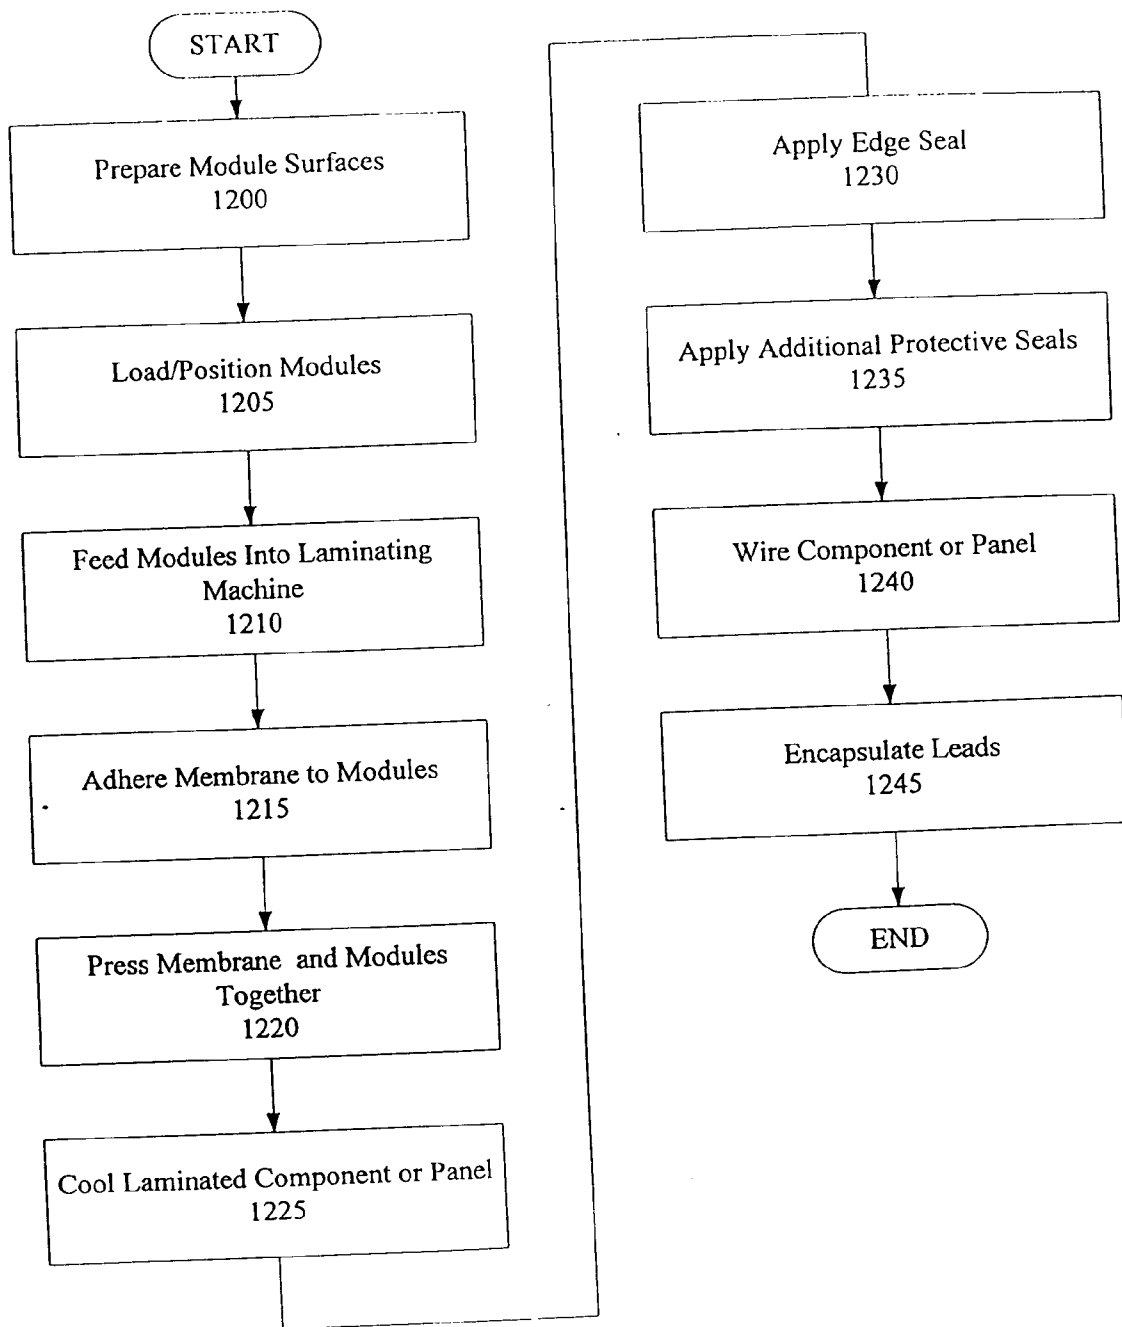 START
Prepare Module Surfaces
1200
Load/Position Modules
1205
Feed Modules Into Laminating
Machine
1210
Adhere Membrane to Modules
1215
Press Membrane and Modules
Together
1220
Cool Laminated Component or Panel
1225
Apply Edge Seal
1230
Apply Additional Protective Seals
1235
Wire Component or Panel
1240
Encapsulate Leads
1245
END